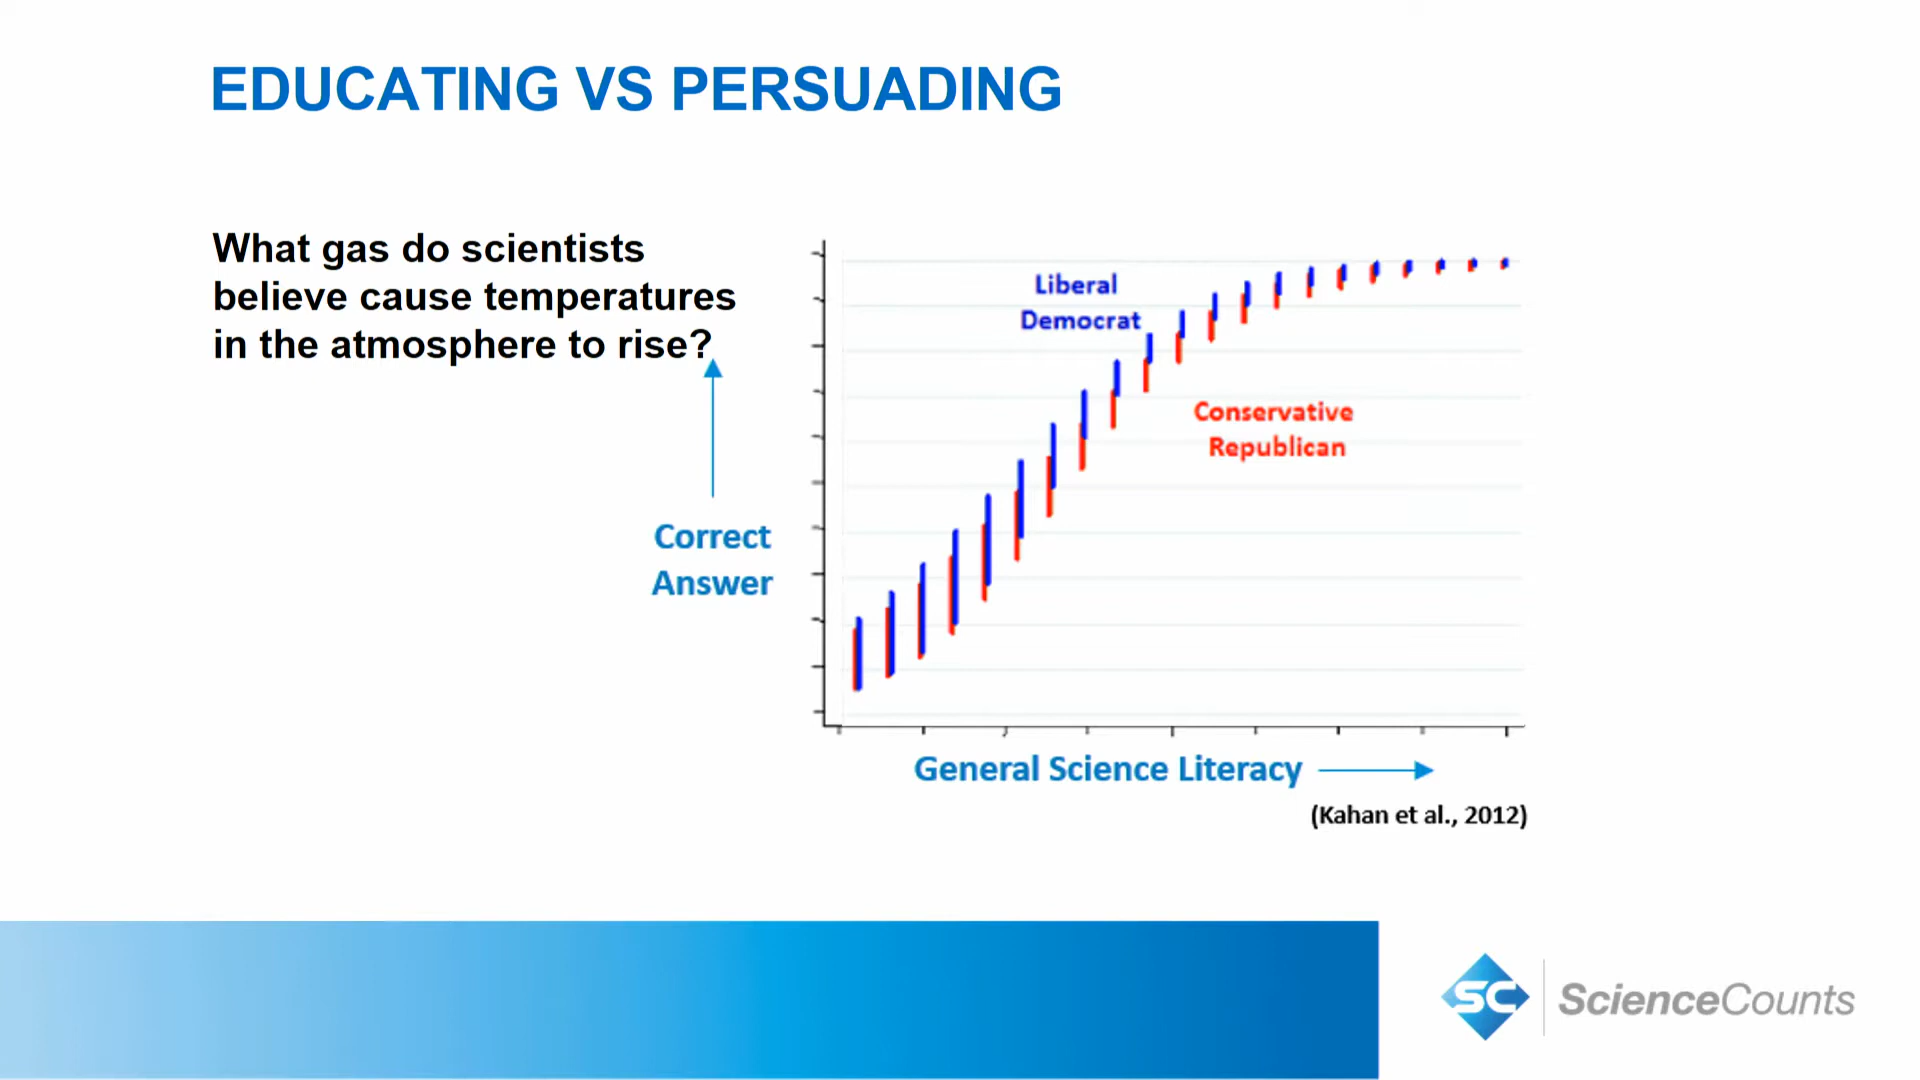 EDUCATING VS PERSUADING
What gas do scientists
believe cause temperatures
in the atmosphere to rise?
Correct
Answer
Liberal
Democrat
Conservative
Republican
General Science Literacy
(Kahan et al., 2012)
SC
ScienceCounts